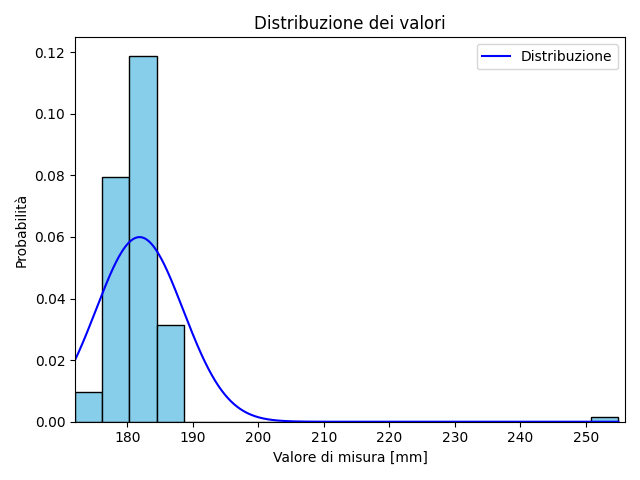 Distribuzione dei valori
Distribuzione
Probabilità
0.12
0.10
0.08
0.06
0.04
0.02
0.00
180 190 200 210 220 230 240 250
Valore di misura [mm]